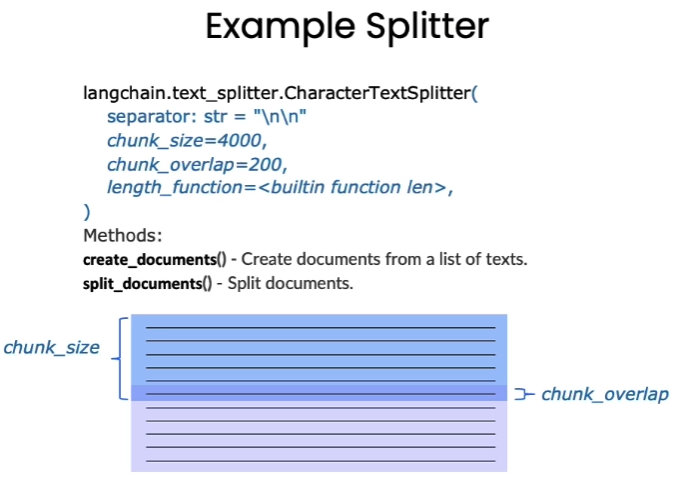 Example Splitter
langchain.text_splitter.CharacterTextSplitter(
separator: str = "\n\n"
chunk_size=4000,
chunk_overlap=200,
length_function=<builtin function len>,
)
Methods:
create_documents() - Create documents from a list of texts.
split_documents() - Split documents.
chunk_size
chunk_overlap